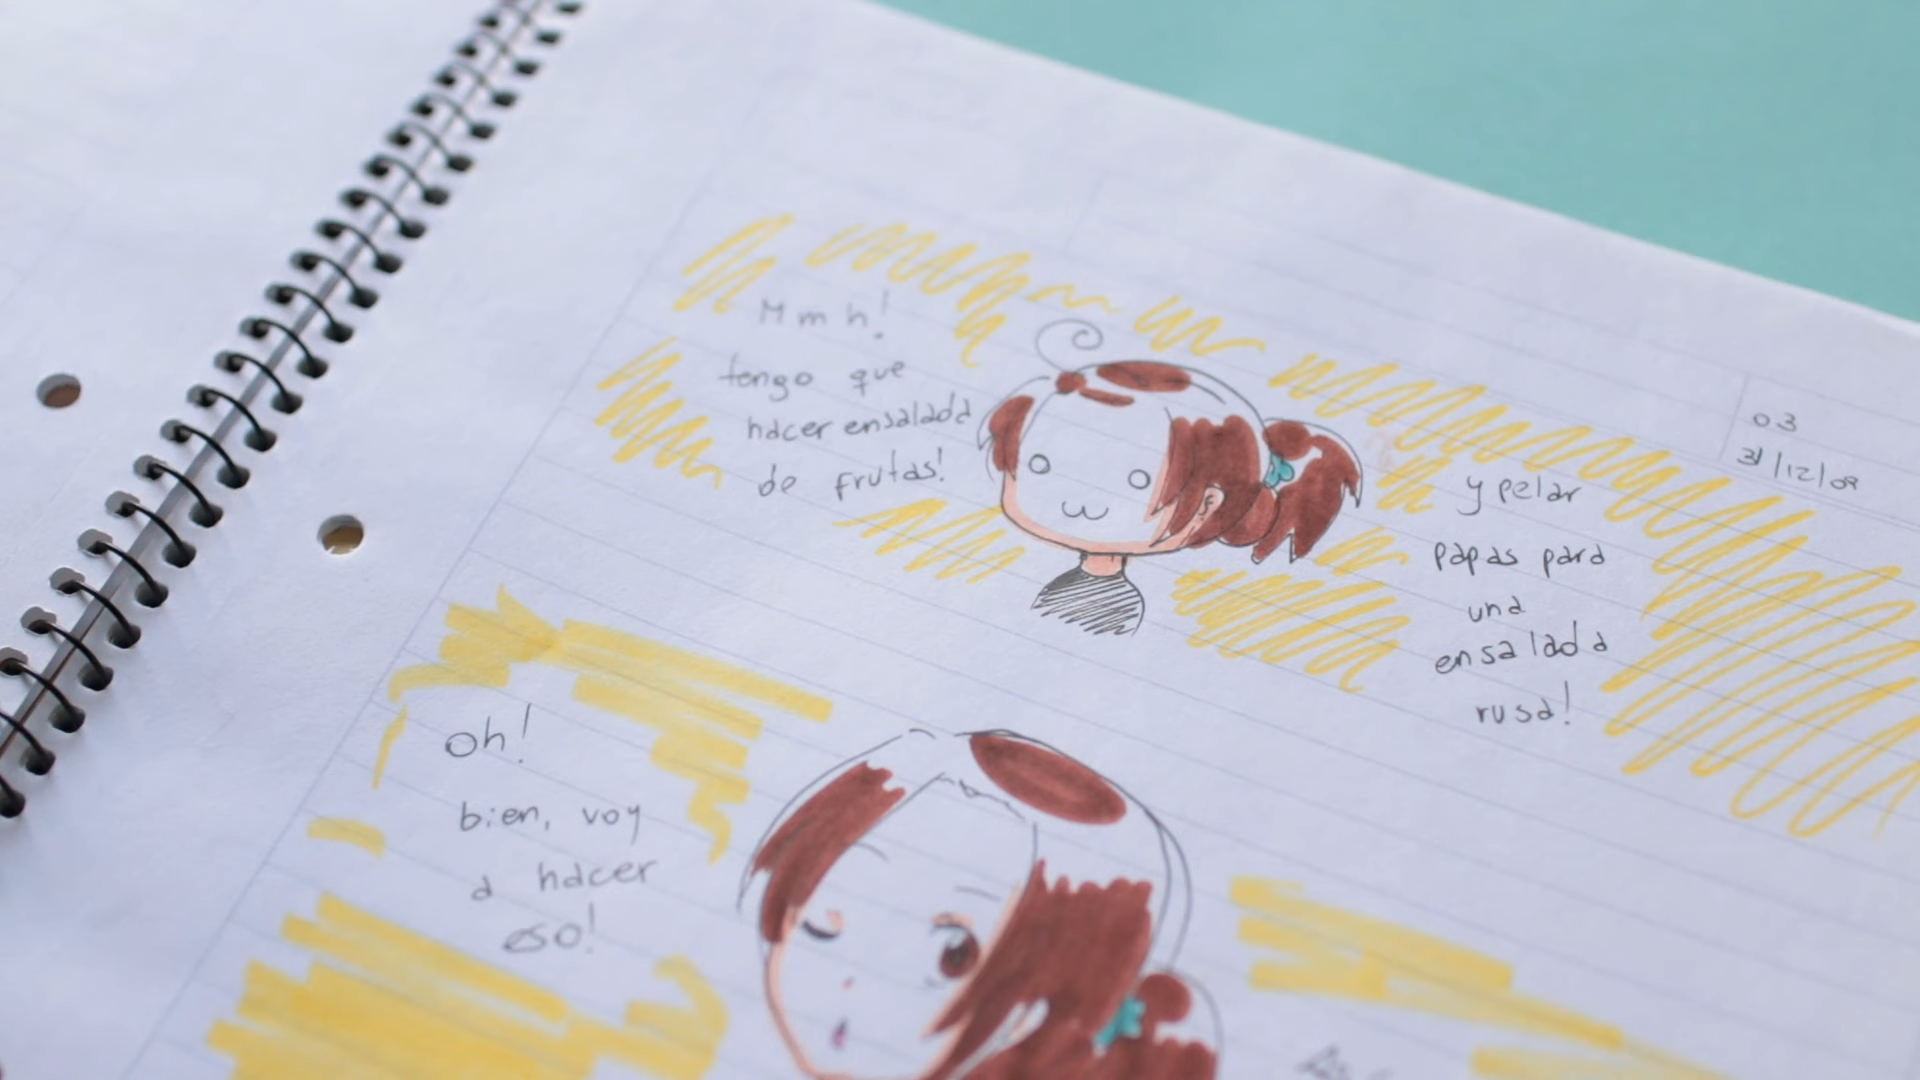 Mmh!
tengo que
hacer ensalada
de frutas!
03
31/12/09
y pelar
papas para
una
ensalada
rusa!
oh!
bien, voy
a hacer
eso!